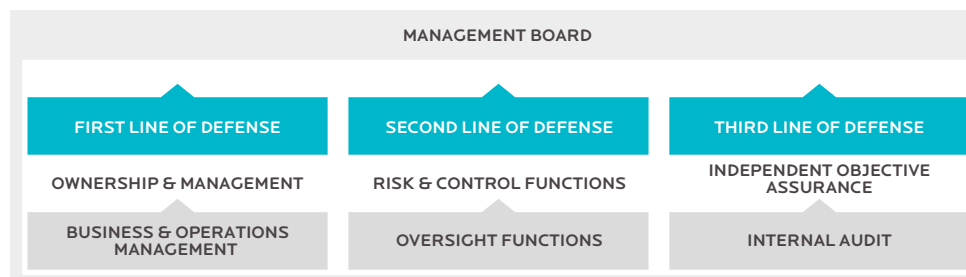 MANAGEMENT BOARD
FIRST LINE OF DEFENSE
SECOND LINE OF DEFENSE
THIRD LINE OF DEFENSE
OWNERSHIP & MANAGEMENT
RISK & CONTROL FUNCTIONS
INDEPENDENT OBJECTIVE
ASSURANCE
BUSINESS & OPERATIONS
MANAGEMENT
OVERSIGHT FUNCTIONS
INTERNAL AUDIT